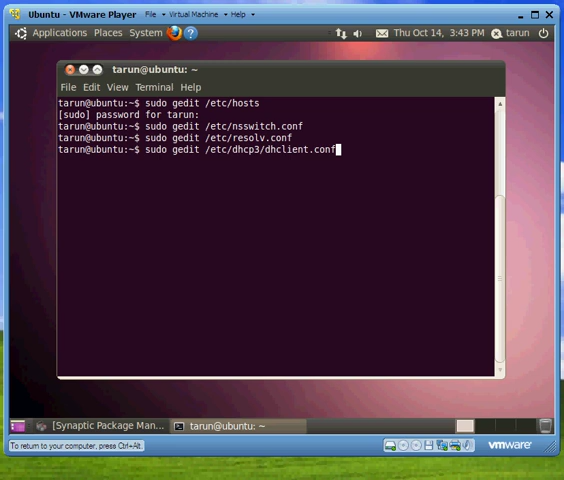 Ubuntu - VMware Player File Virtual Machine Help
Applications Places System Thu Oct 14, 3:43 PM tarun
tarun@ubuntu: ~
File Edit View Terminal Help
tarun@ubuntu:~$ sudo gedit /etc/hosts
[sudo] password for tarun:
tarun@ubuntu:~$ sudo gedit /etc/nsswitch.conf
tarun@ubuntu:~$ sudo gedit /etc/resolv.conf
tarun@ubuntu:~$ sudo gedit /etc/dhcp3/dhclient.conf
[Synaptic Package Man... tarun@ubuntu: ~
To return to your computer, press Ctrl+Alt. vmware